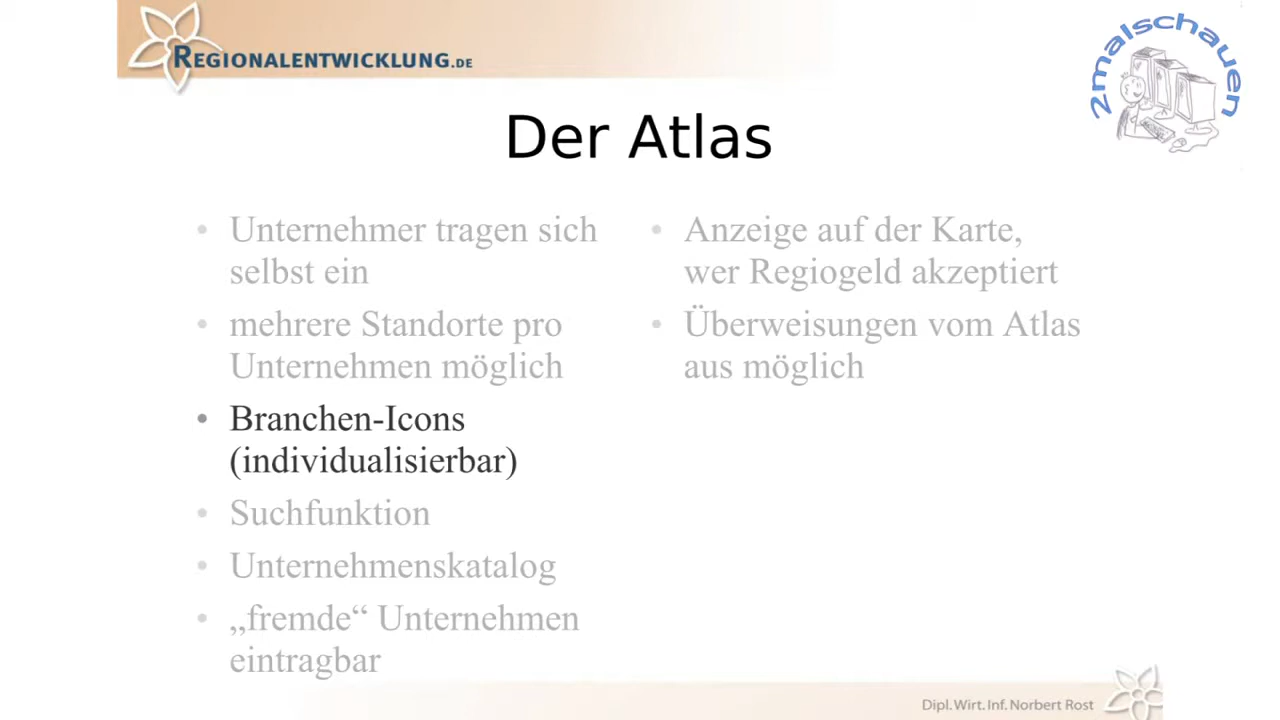 REGIONALENTWICKLUNG.DE
2malschauen
Der Atlas
• Unternehmer tragen sich
selbst ein
• mehrere Standorte pro
Unternehmen möglich
• Branchen-Icons
(individualisierbar)
• Suchfunktion
• Unternehmenskatalog
• „fremde“ Unternehmen
eintragbar
• Anzeige auf der Karte,
wer Regiogeld akzeptiert
• Überweisungen vom Atlas
aus möglich
Dipl. Wirt. Inf. Norbert Rost